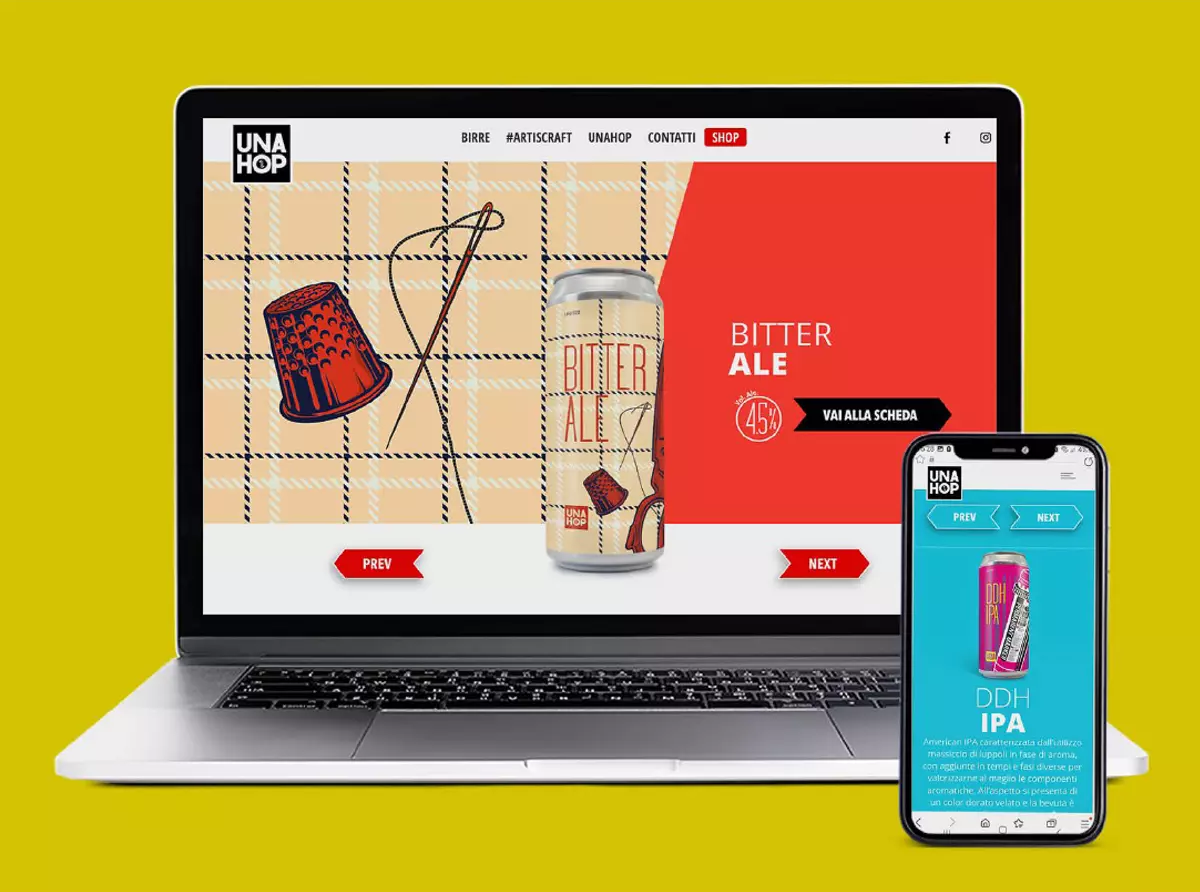 UNA
HOP
BIRRE #ARTISCRAFT UNAHOP CONTATTI SHOP
BITTER
ALE
UNA
HOP
BITTER
ALE
Vol. Alc.
4.5%
VAI ALLA SCHEDA
PREV
NEXT
UNA
HOP
PREV NEXT
DDH
IPA
DDH
IPA
American IPA caratterizzata dall'utilizzo
massiccio di luppoli in fase di aroma,
con aggiunte in tempi e fasi diverse per
valorizzarne al meglio le componenti
aromatiche. All'aspetto si presenta di
un color dorato velato e la bevuta è